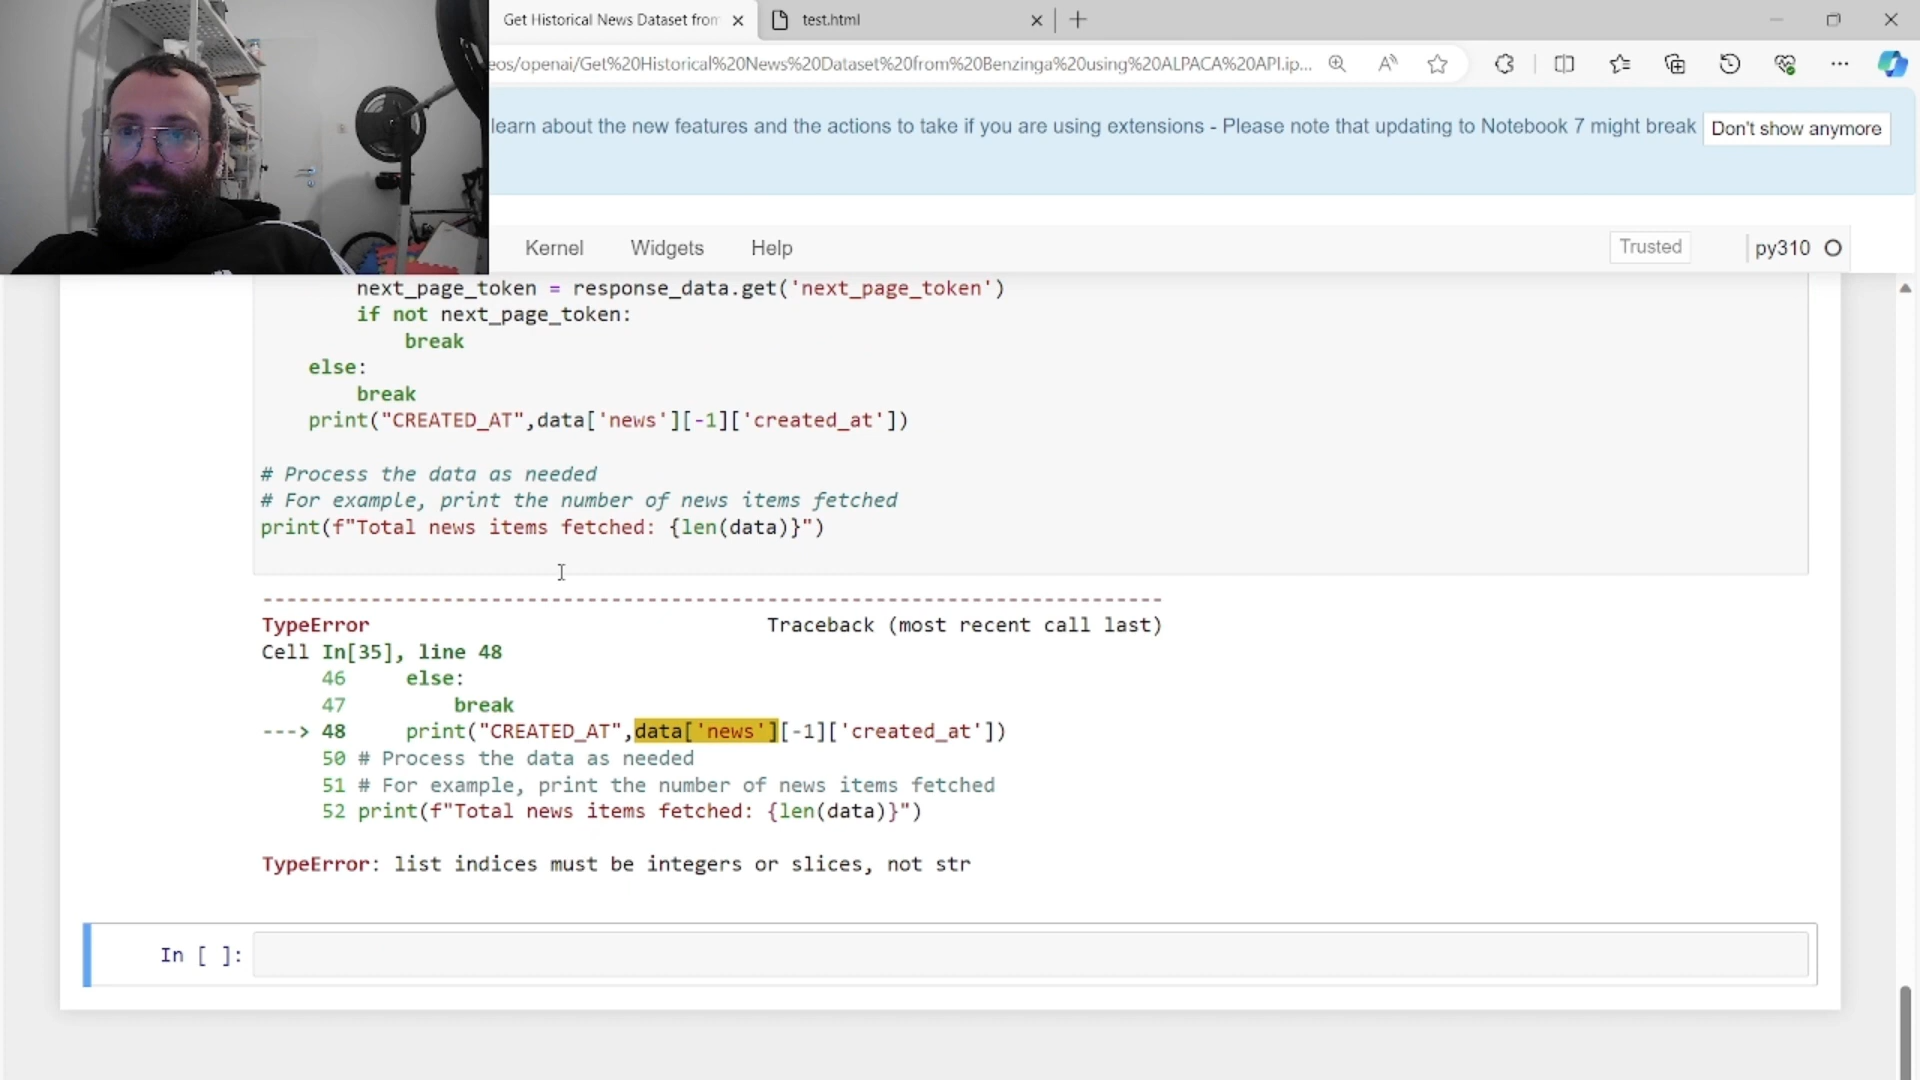 Get Historical News Dataset from
test.html
eos/openai/Get%20Historical%20News%20Dataset%20from%20Benzinga%20using%20ALPACA%20API.ip...
learn about the new features and the actions to take if you are using extensions - Please note that updating to Notebook 7 might break
Don't show anymore
Kernel
Widgets
Help
Trusted
py310
next_page_token = response_data.get('next_page_token')
if not next_page_token:
break
else:
break
print("CREATED_AT",data['news'][-1]['created_at'])
# Process the data as needed
# For example, print the number of news items fetched
print(f"Total news items fetched: {len(data)}")
---------------------------------------------------------------------------
TypeError Traceback (most recent call last)
Cell In[35], line 48
46 else:
47 break
---> 48 print("CREATED_AT",data['news'][-1]['created_at'])
50 # Process the data as needed
51 # For example, print the number of news items fetched
52 print(f"Total news items fetched: {len(data)}")
TypeError: list indices must be integers or slices, not str
In [ ]: